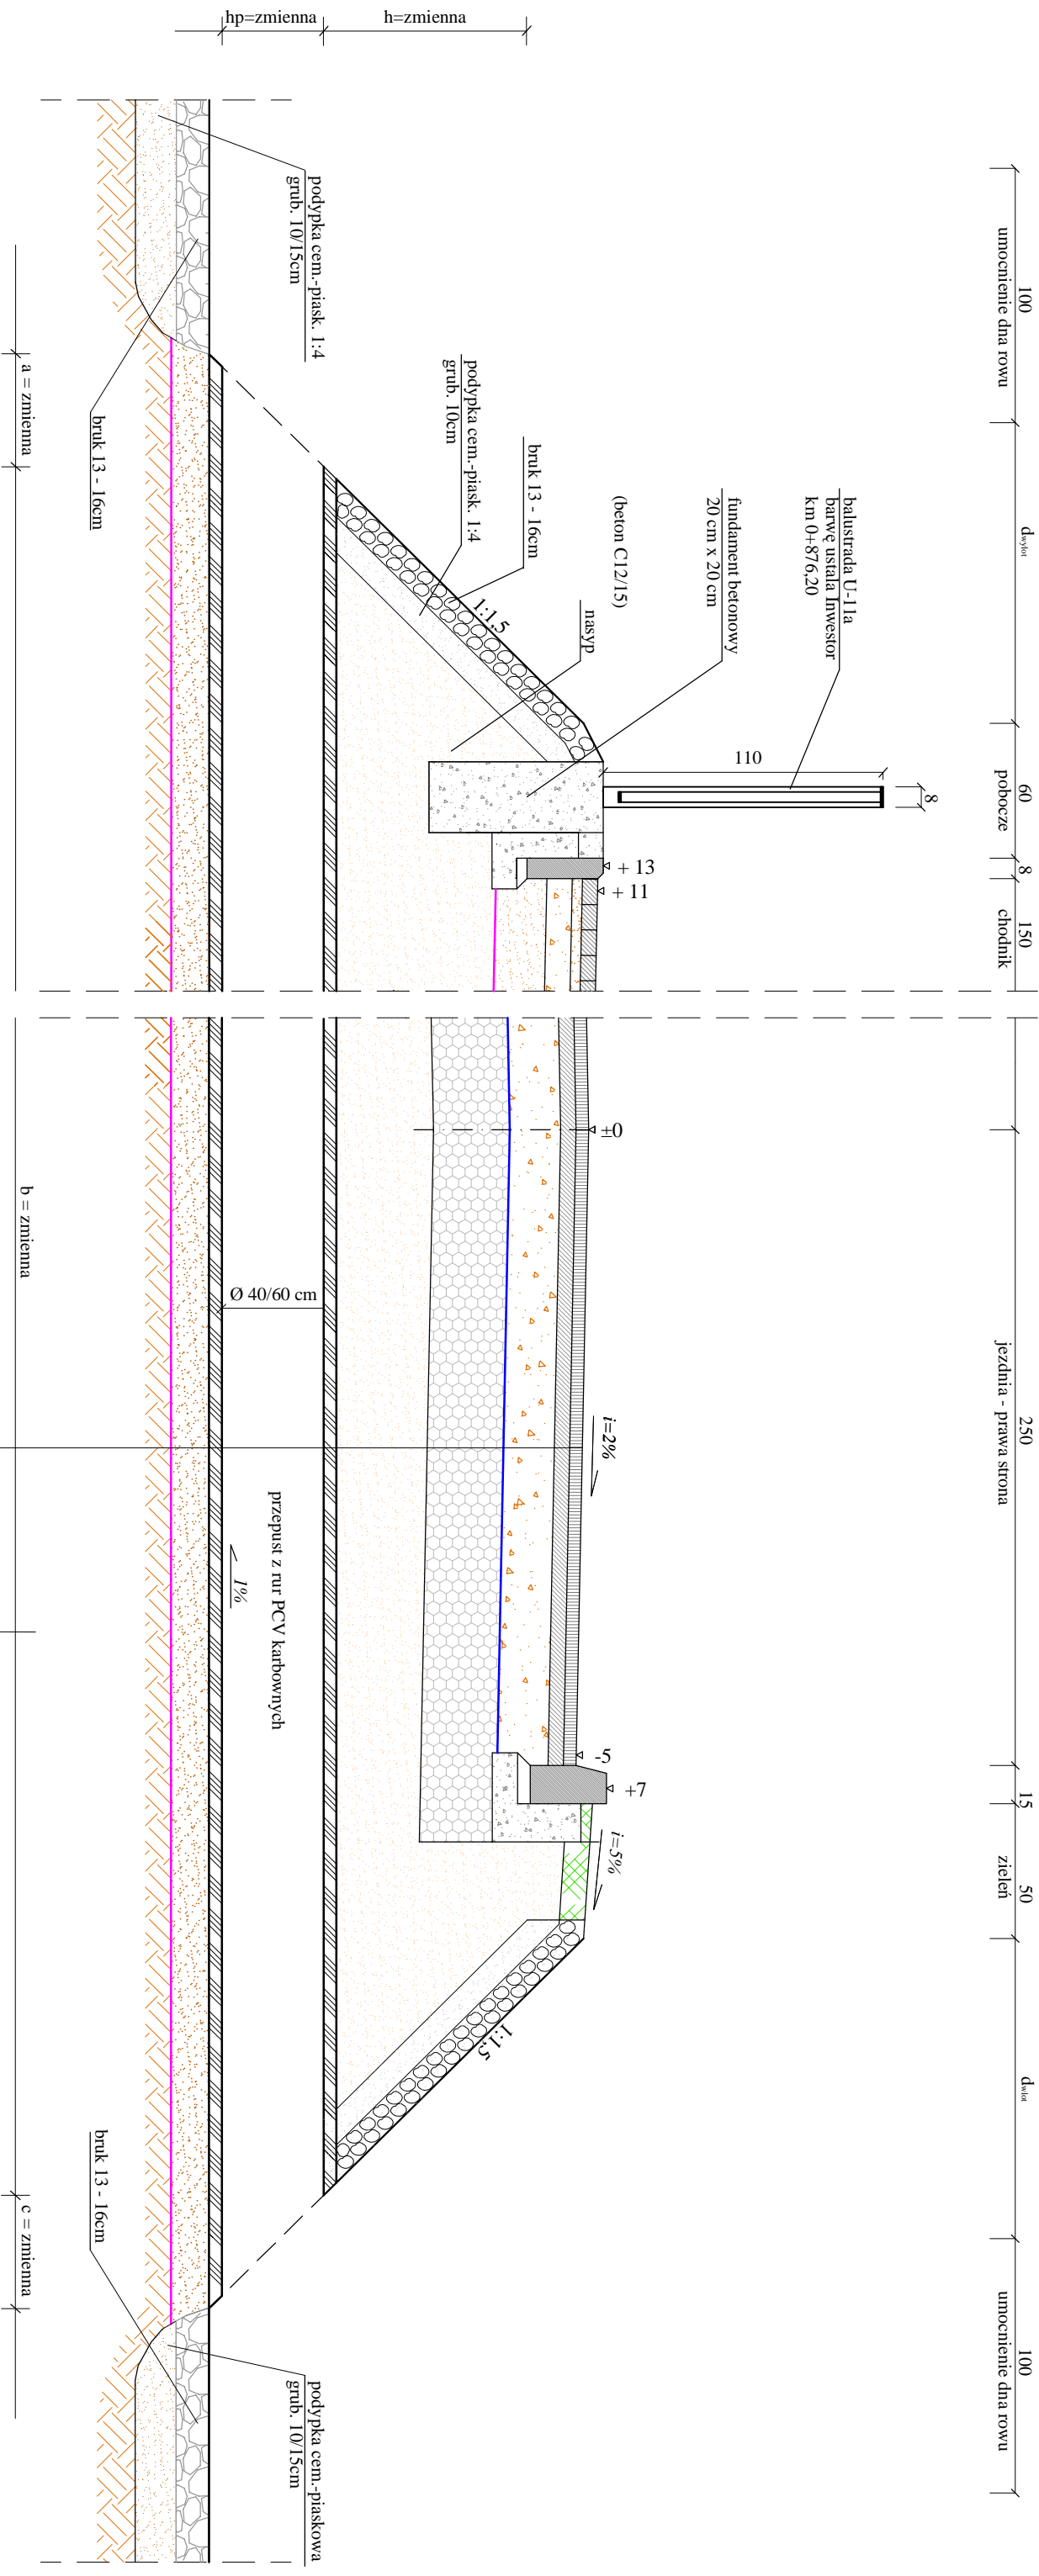 hp=zmienna
h=zmienna
100
umocnienie dna rowu
dwylot
60
pobocze
8
150
chodnik
250
jezdnia - prawa strona
15
50
zieleń
dwlot
100
umocnienie dna rowu
balustrada U-11a
barwę ustala Inwestor
km 0+876,20
110
8
fundament betonowy
20 cm x 20 cm
(beton C12/15)
nasyp
bruk 13 - 16cm
podypka cem.-piask. 1:4
grub. 10cm
podypka cem.-piask. 1:4
grub. 10/15cm
bruk 13 - 16cm
1:1,5
+ 13
+ 11
±0
i=2%
-5
+7
i=5%
1:1,5
Ø 40/60 cm
przepust z rur PCV karbownych
1%
podypka cem.-piaskowa
grub. 10/15cm
bruk 13 - 16cm
a = zmienna
b = zmienna
c = zmienna